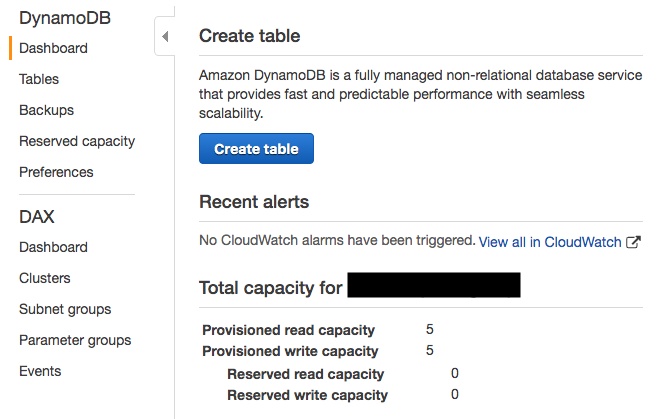 DynamoDB
Dashboard
Tables
Backups
Reserved capacity
Preferences
DAX
Dashboard
Clusters
Subnet groups
Parameter groups
Events
Create table
Amazon DynamoDB is a fully managed non-relational database service
that provides fast and predictable performance with seamless
scalability.
Create table
Recent alerts
No CloudWatch alarms have been triggered. View all in CloudWatch
Total capacity for
Provisioned read capacity 5
Provisioned write capacity 5
Reserved read capacity 0
Reserved write capacity 0